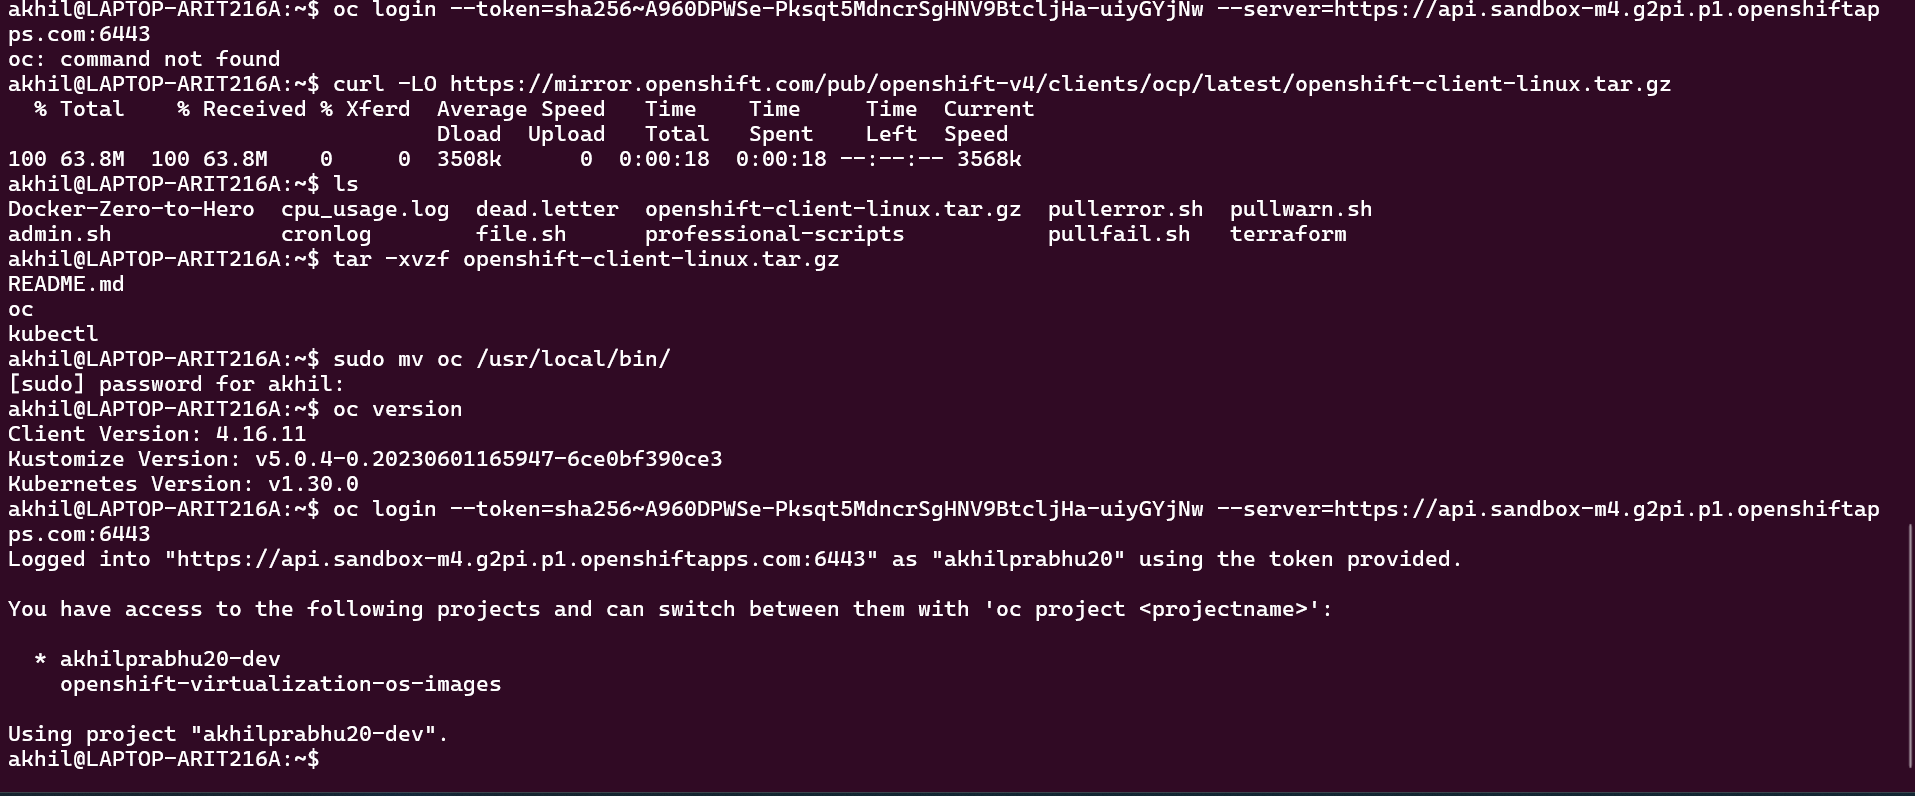 akhil@LAPTOP-ARIT216A:~$ oc login --token=sha256~A960DPWSe-Pksqt5MdncrSgHNV9BtcljHa-uiyGYjNw --server=https://api.sandbox-m4.g2pi.p1.openshiftap
ps.com:6443
oc: command not found
akhil@LAPTOP-ARIT216A:~$ curl -LO https://mirror.openshift.com/pub/openshift-v4/clients/ocp/latest/openshift-client-linux.tar.gz
  % Total    % Received % Xferd  Average Speed   Time    Time     Time  Current
                                 Dload  Upload   Total   Spent    Left  Speed
100 63.8M  100 63.8M    0     0  3508k      0  0:00:18  0:00:18 --:--:-- 3568k
akhil@LAPTOP-ARIT216A:~$ ls
Docker-Zero-to-Hero  cpu_usage.log  dead.letter  openshift-client-linux.tar.gz  pullerror.sh  pullwarn.sh
admin.sh             cronlog        file.sh      professional-scripts           pullfail.sh   terraform
akhil@LAPTOP-ARIT216A:~$ tar -xvzf openshift-client-linux.tar.gz
README.md
oc
kubectl
akhil@LAPTOP-ARIT216A:~$ sudo mv oc /usr/local/bin/
[sudo] password for akhil:
akhil@LAPTOP-ARIT216A:~$ oc version
Client Version: 4.16.11
Kustomize Version: v5.0.4-0.20230601165947-6ce0bf390ce3
Kubernetes Version: v1.30.0
akhil@LAPTOP-ARIT216A:~$ oc login --token=sha256~A960DPWSe-Pksqt5MdncrSgHNV9BtcljHa-uiyGYjNw --server=https://api.sandbox-m4.g2pi.p1.openshiftap
ps.com:6443
Logged into "https://api.sandbox-m4.g2pi.p1.openshiftapps.com:6443" as "akhilprabhu20" using the token provided.

You have access to the following projects and can switch between them with 'oc project <projectname>':

  * akhilprabhu20-dev
    openshift-virtualization-os-images

Using project "akhilprabhu20-dev".
akhil@LAPTOP-ARIT216A:~$